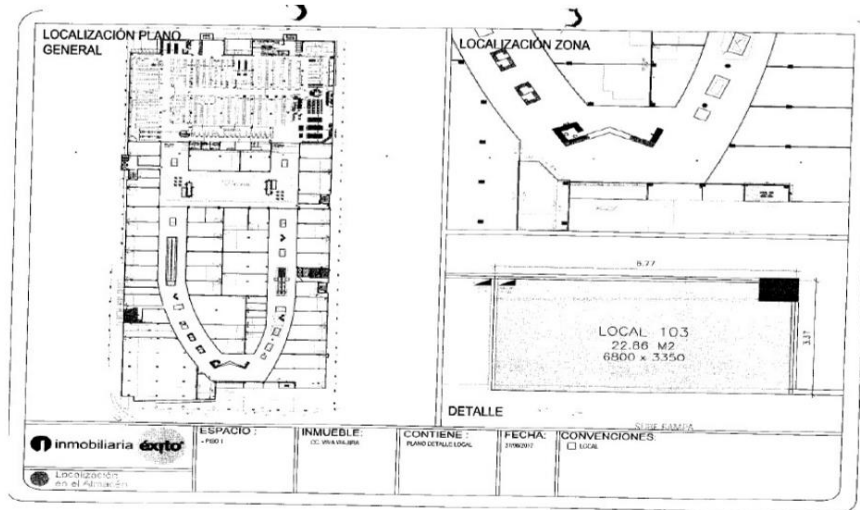 LOCALIZACIÓN PLANO
GENERAL
LOCALIZACIÓN ZONA
6.77
3.37
LOCAL 103
22.86 M2
6800 x 3350
DETALLE
SUBE RAMPA
inmobiliaria éxito
Localización
en el Almacén
ESPACIO :
- PISO 1
INMUEBLE:
CONTIENE :
PLANO DETALLE LOCAL
FECHA:
CONVENCIONES:
LOCAL